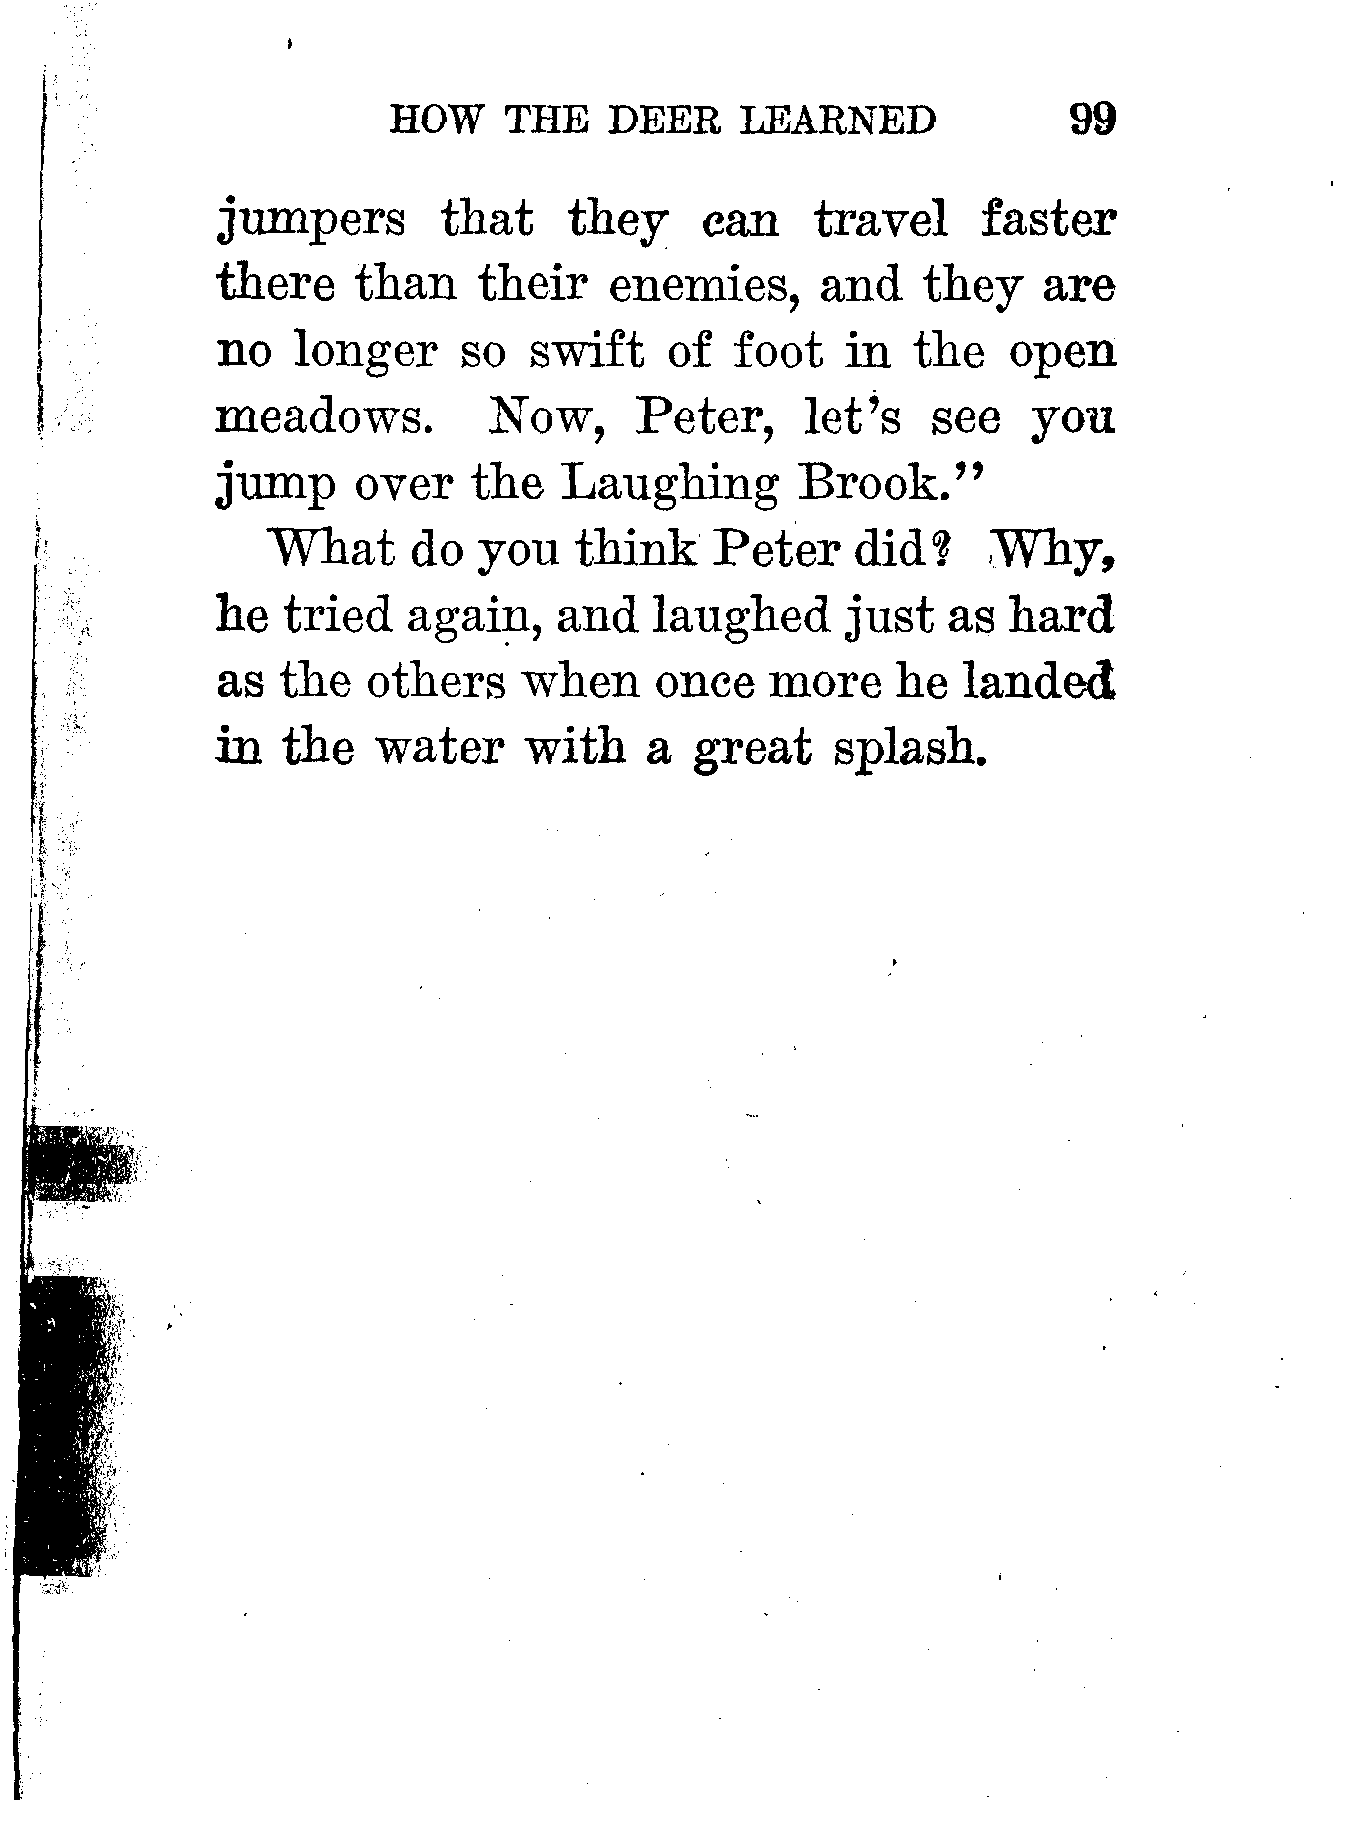 HOW THE DEER LEARNED 99
jumpers that they can travel faster
there than their enemies, and they are
no longer so swift of foot in the open
meadows. Now, Peter, let's see you
jump over the Laughing Brook."
What do you think Peter did? Why,
he tried again, and laughed just as hard
as the others when once more he landed
in the water with a great splash.